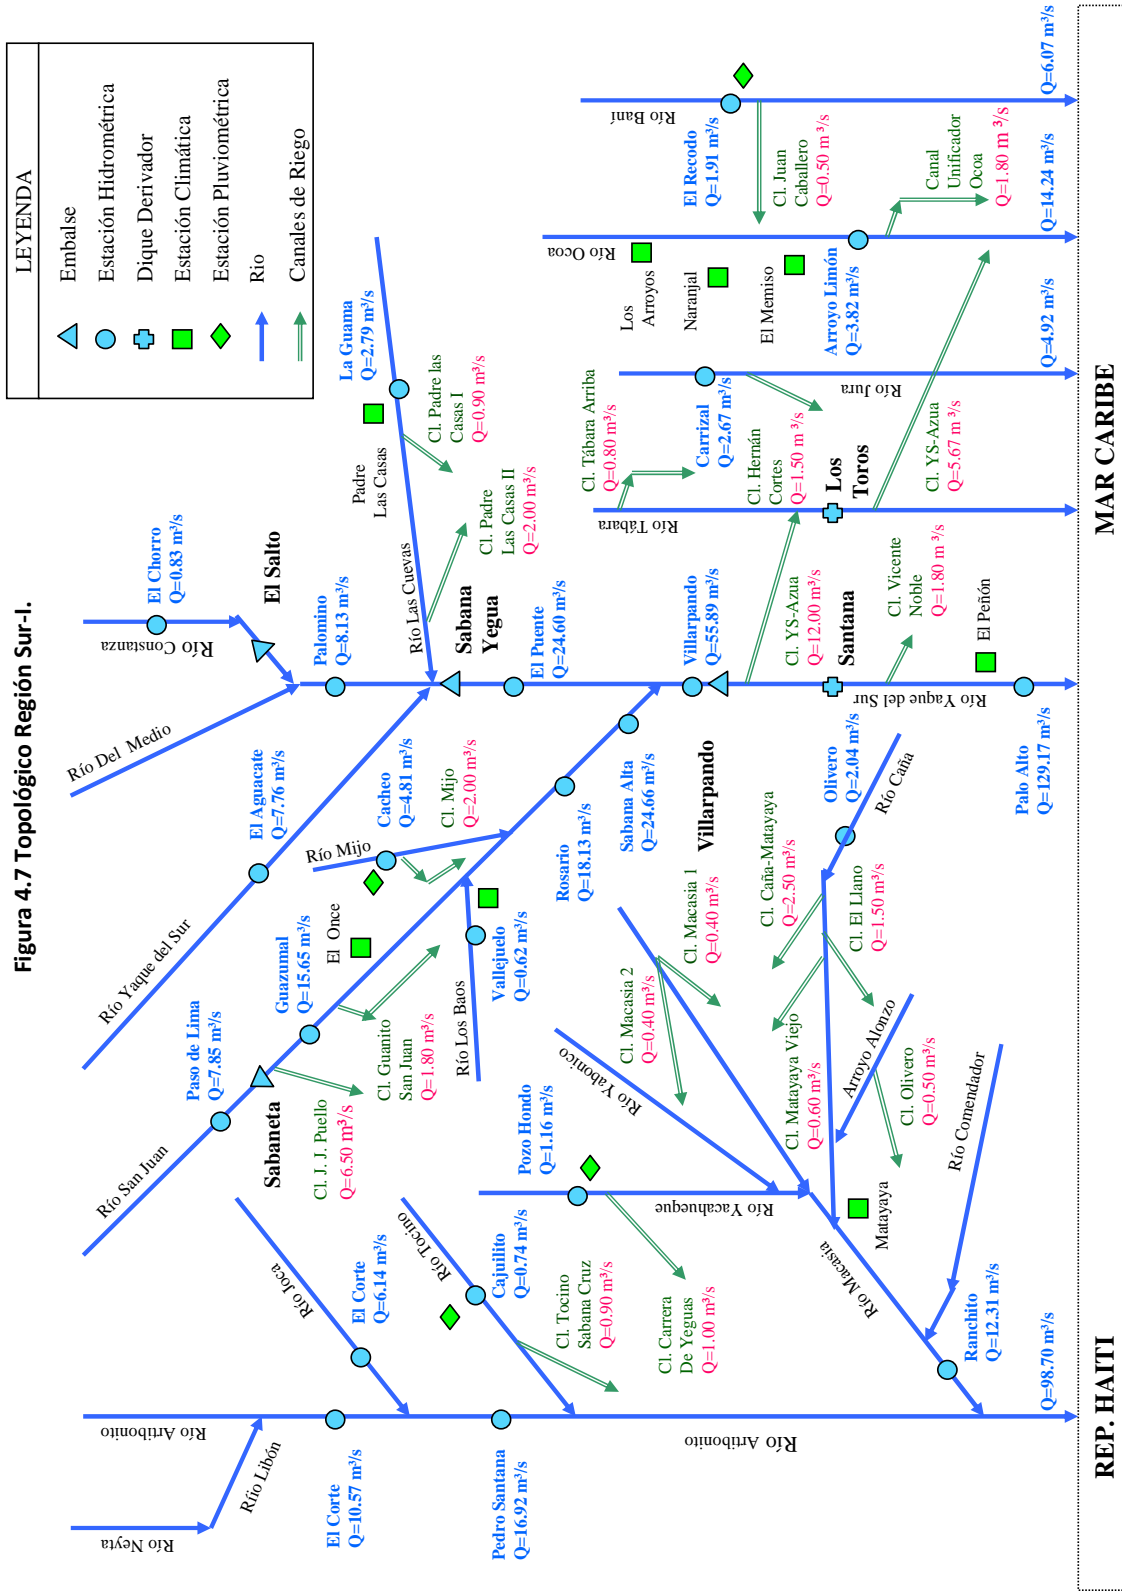 Figura 4.7 Topológico Región Sur-I.
LEYENDA
Embalse
Estación Hidrométrica
Dique Derivador
Estación Climática
Estación Pluviométrica
Rio
Canales de Riego
Río Neyta
Ríio Libón
Río Artibonito
El Corte
Q=10.57 m³/s
Pedro Santana
Q=16.92 m³/s
Río Artibonito
Río Joca
El Corte
Q=6.14 m³/s
Río Tocino
Cajuilito
Q=0.74 m³/s
Cl. Tocino
Sabana Cruz
Q=0.90 m³/s
Pozo Hondo
Q=1.16 m³/s
Río Yacahueque
Cl. Carrera
De Yeguas
Q=1.00 m³/s
Río Yabonico
Río Macasia
Cl. Macasia 2
Q=0.40 m³/s
Cl. Macasia 1
Q=0.40 m³/s
Cl. Caña-Matayaya
Q=2.50 m³/s
Cl. El Llano
Q=1.50 m³/s
Cl. Matayaya Viejo
Q=0.60 m³/s
Arroyo Alonzo
Cl. Olivero
Q=0.50 m³/s
Matayaya
Río Comendador
Ranchito
Q=12.31 m³/s
Q=98.70 m³/s
Olivero
Q=2.04 m³/s
Río Caña
Río San Juan
Paso de Lima
Q=7.85 m³/s
Sabaneta
Cl. J. J. Puello
Q=6.50 m³/s
Guazumal
Q=15.65 m³/s
Cl. Guanito
San Juan
Q=1.80 m³/s
El Once
Río Los Baos
Vallejuelo
Q=0.62 m³/s
Río Mijo
Cacheo
Q=4.81 m³/s
Cl. Mijo
Q=2.00 m³/s
Rosario
Q=18.13 m³/s
Sabana Alta
Q=24.66 m³/s
Villarpando
Río Yaque del Sur
El Aguacate
Q=7.76 m³/s
Río Del Medio
Río Constanza
El Chorro
Q=0.83 m³/s
El Salto
Palomino
Q=8.13 m³/s
Río Las Cuevas
La Guama
Q=2.79 m³/s
Padre
Las Casas
Cl. Padre las
Casas I
Q=0.90 m³/s
Cl. Padre
Las Casas II
Q=2.00 m³/s
Sabana
Yegua
El Puente
Q=24.60 m³/s
Villarpando
Q=55.89 m³/s
Cl. YS-Azua
Q=12.00 m³/s
Santana
Cl. Vicente
Noble
Q=1.80 m³/s
El Peñón
Río Yaque del Sur
Palo Alto
Q=129.17 m³/s
Cl. Tábara Arriba
Q=0.80 m³/s
Río Tábara
Cl. Hernán
Cortes
Q=1.50 m³/s
Los
Toros
Cl. YS-Azua
Q=5.67 m³/s
Carrizal
Q=2.67 m³/s
Río Jura
Q=4.92 m³/s
Río Ocoa
Los
Arroyos
Naranjal
El Memiso
Arroyo Limón
Q=3.82 m³/s
Canal
Unificador
Ocoa
Q=1.80 m³/s
Q=14.24 m³/s
Río Baní
El Recodo
Q=1.91 m³/s
Cl. Juan
Caballero
Q=0.50 m³/s
Q=6.07 m³/s
REP. HAITI
MAR CARIBE